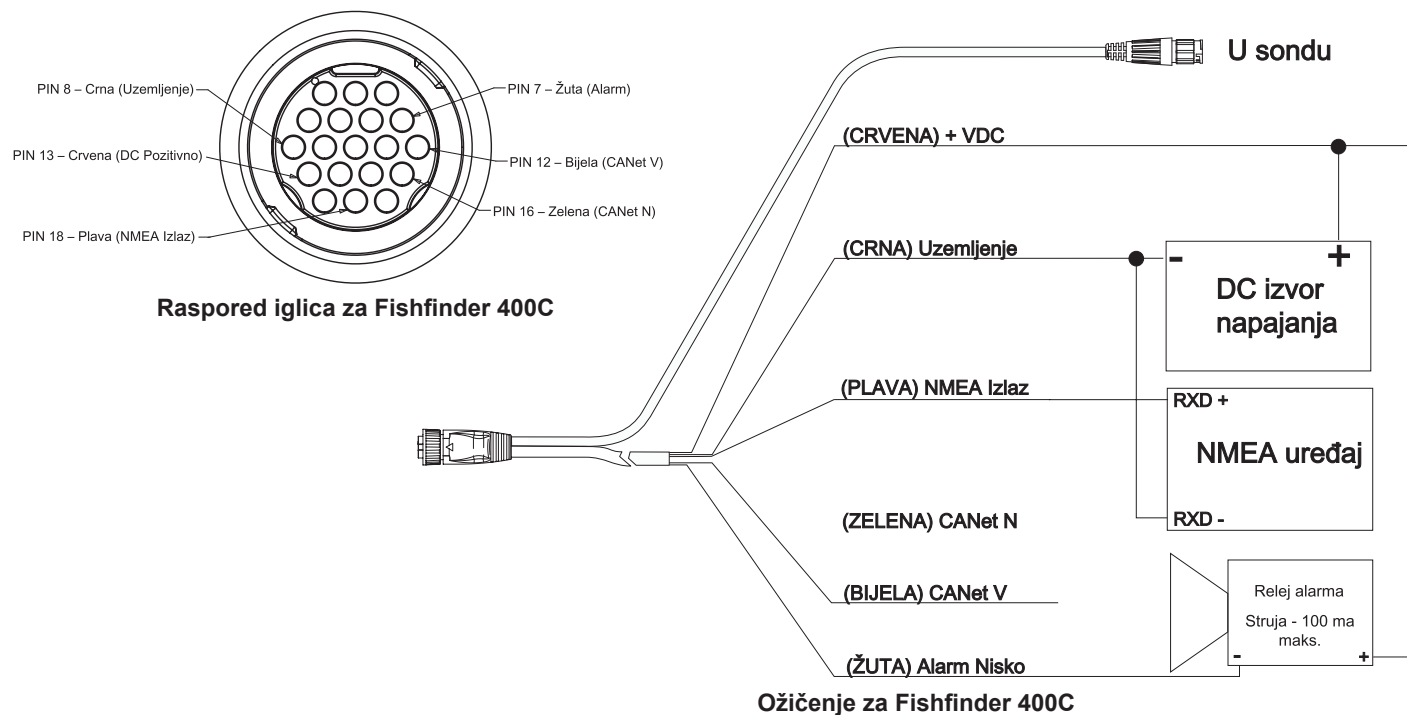 PIN 8 – Crna (Uzemljenje)
PIN 7 – Žuta (Alarm)
PIN 13 – Crvena (DC Pozitivno)
PIN 12 – Bijela (CANet V)
PIN 16 – Zelena (CANet N)
PIN 18 – Plava (NMEA Izlaz)
Raspored iglica za Fishfinder 400C
U sondu
(CRVENA) + VDC
(CRNA) Uzemljenje
- +
DC izvor
napajanja
(PLAVA) NMEA Izlaz
RXD +
NMEA uređaj
RXD -
(ZELENA) CANet N
(BIJELA) CANet V
Relej alarma
Struja - 100 ma
maks.
- +
(ŽUTA) Alarm Nisko
Ožičenje za Fishfinder 400C